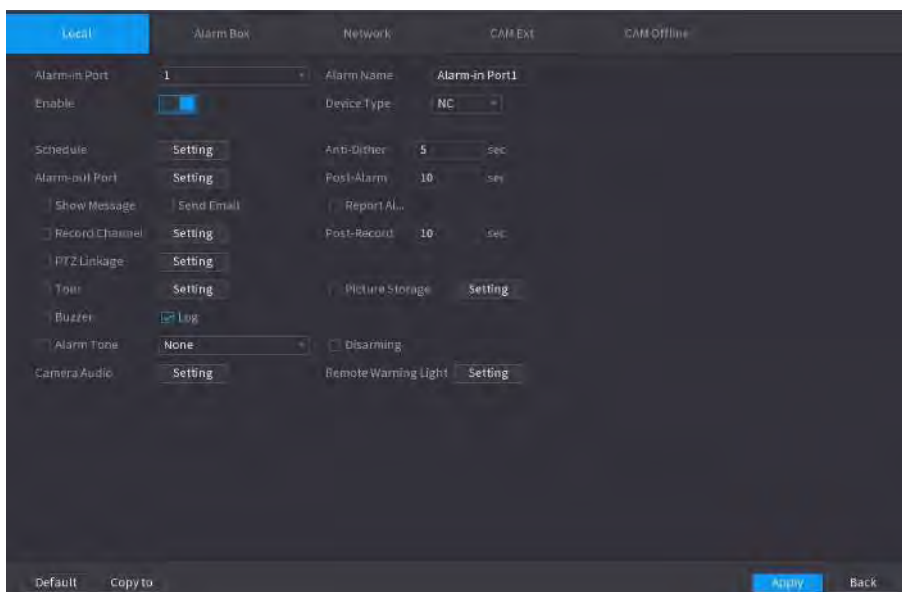 Local Alarm Box Network CAM Ext CAM Offline
Alarm-in Port 1 Alarm Name Alarm-in Port1
Enable Device Type NC
Schedule Setting Anti-Dither 5 sec
Alarm-out Port Setting Post-Alarm 10 sec
Show Message Send Email Report Al...
Record Channel Setting Post-Record 10 sec
PTZ Linkage Setting
Tour Setting Picture Storage Setting
Buzzer Log
Alarm Tone None Disarming
Camera Audio Setting Remote Warning Light Setting
Default Copy to Apply Back